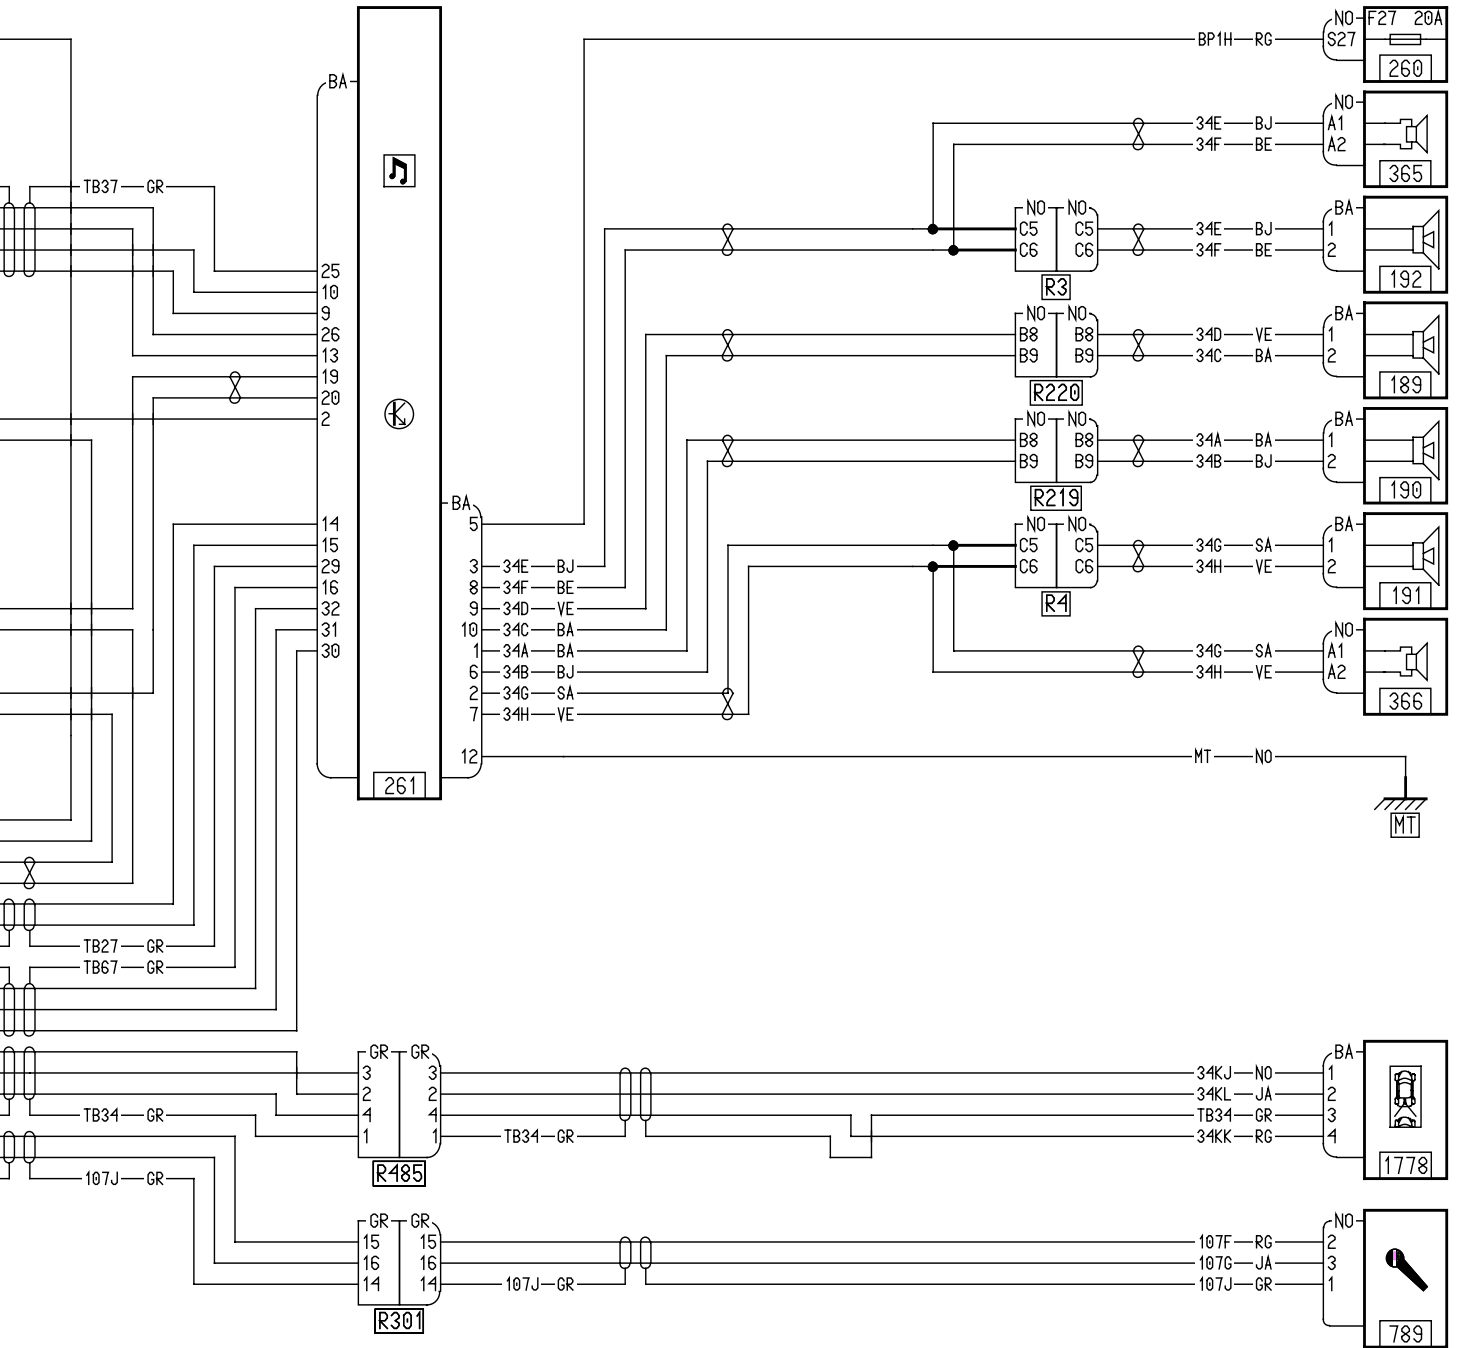 NO F27 20A
BP1H RG S27
260
BA
NO
34E BJ A1
34F BE A2
365
TB37 GR
NO NO BA
C5 C5 34E BJ 1
C6 C6 34F BE 2
R3 192
25
10
9
26
13
19
20
2
NO NO BA
B8 B8 34D VE 1
B9 B9 34C BA 2
R220 189
NO NO BA
B8 B8 34A BA 1
B9 B9 34B BJ 2
R219 190
BA
14 5
15
29 3 34E BJ
16 8 34F BE
32 9 34D VE
31 10 34C BA
30 1 34A BA
6 34B BJ
2 34G SA
7 34H VE
12
NO NO BA
C5 C5 34G SA 1
C6 C6 34H VE 2
R4 191
NO
34G SA A1
34H VE A2
366
MT NO
261
MT
TB27 GR
TB67 GR
GR GR BA
3 3 34KJ NO 1
2 2 34KL JA 2
TB34 GR 4 4 TB34 GR 3
1 1 TB34 GR 34KK RG 4
R485 1778
107J GR
GR GR NO
15 15 107F RG 2
16 16 107G JA 3
14 14 107J GR 107J GR 1
R301 789